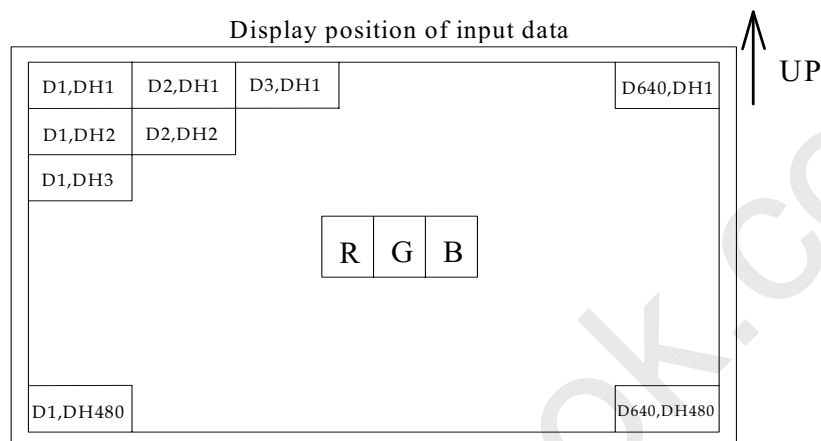 Display position of input data
UP
D1,DH1 D2,DH1 D3,DH1 D640,DH1
D1,DH2 D2,DH2
D1,DH3
R G B
D1,DH480 D640,DH480